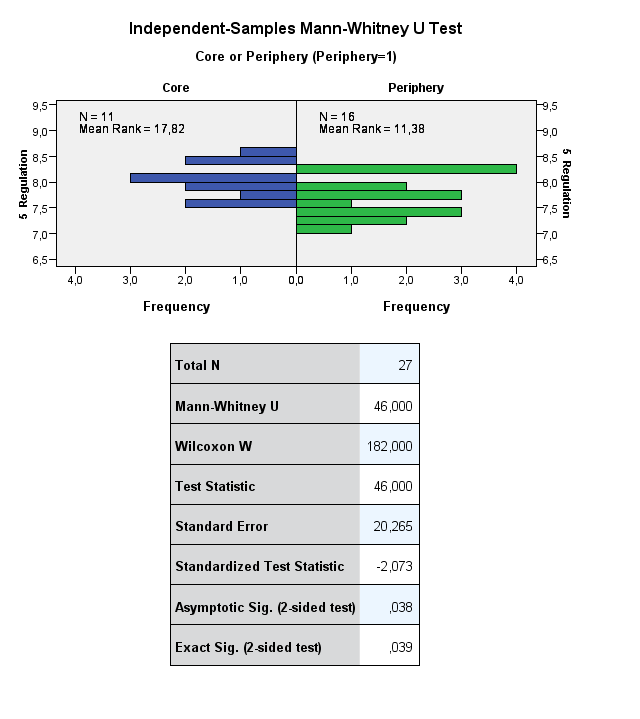 Independent-Samples Mann-Whitney U Test
Core or Periphery (Periphery=1)
Core Periphery
N = 11
Mean Rank = 17,82
N = 16
Mean Rank = 11,38
5 Regulation
9,5
9,0
8,5
8,0
7,5
7,0
6,5
9,5
9,0
8,5
8,0
7,5
7,0
6,5
5 Regulation
4,0 3,0 2,0 1,0 0,0 1,0 2,0 3,0 4,0
Frequency Frequency
Total N 27
Mann-Whitney U 46,000
Wilcoxon W 182,000
Test Statistic 46,000
Standard Error 20,265
Standardized Test Statistic -2,073
Asymptotic Sig. (2-sided test) ,038
Exact Sig. (2-sided test) ,039